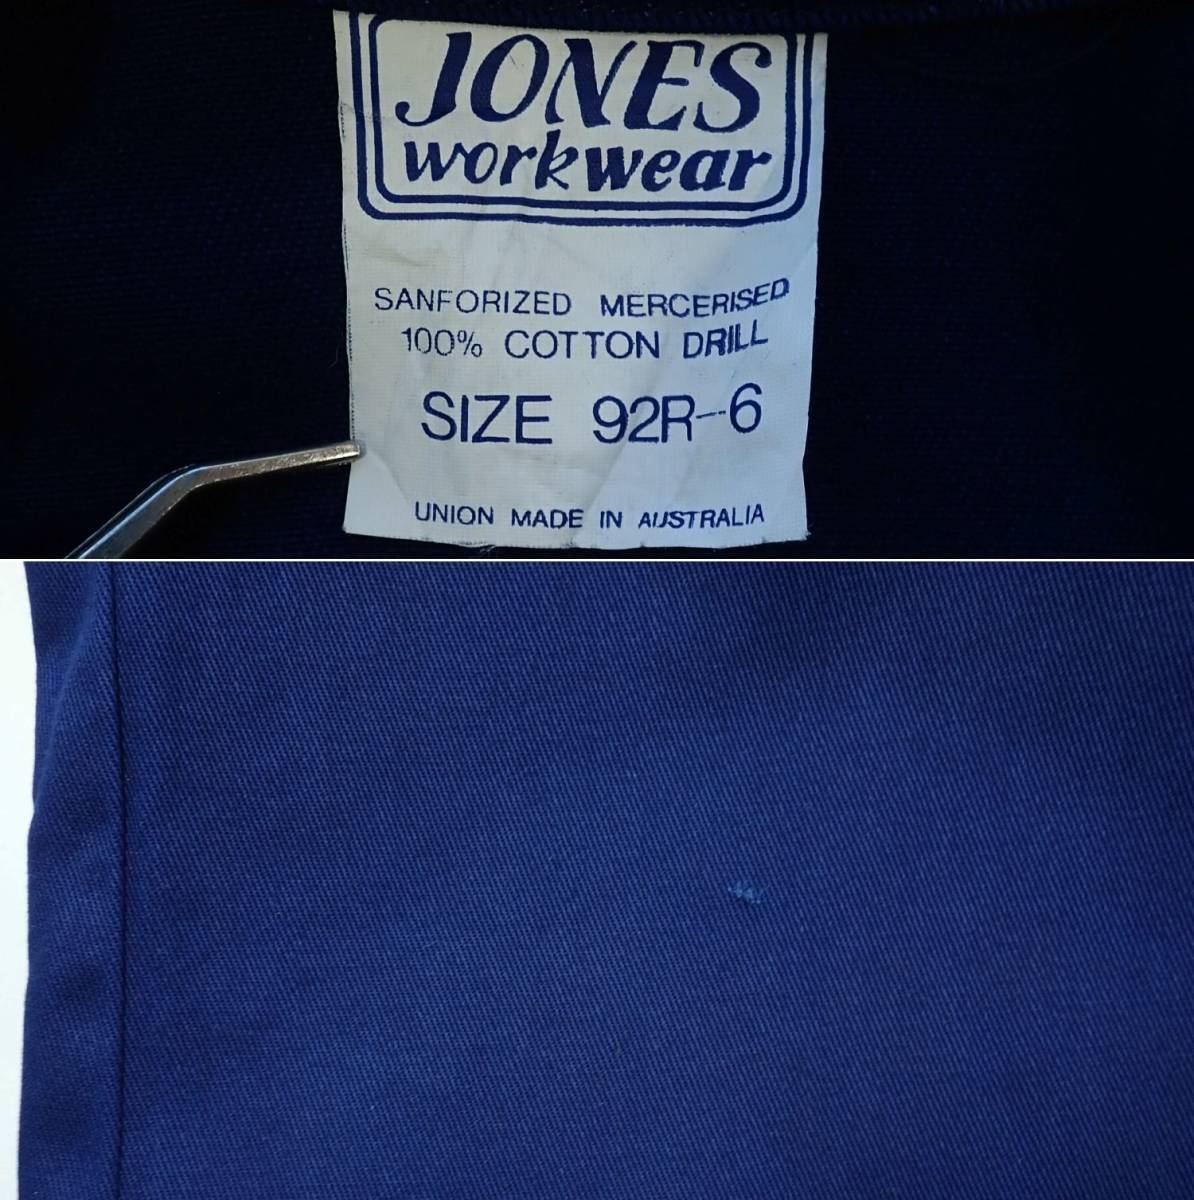 JONES
workwear
SANFORIZED MERCERISED
100% COTTON DRILL
SIZE 92R-6
UNION MADE IN AUSTRALIA